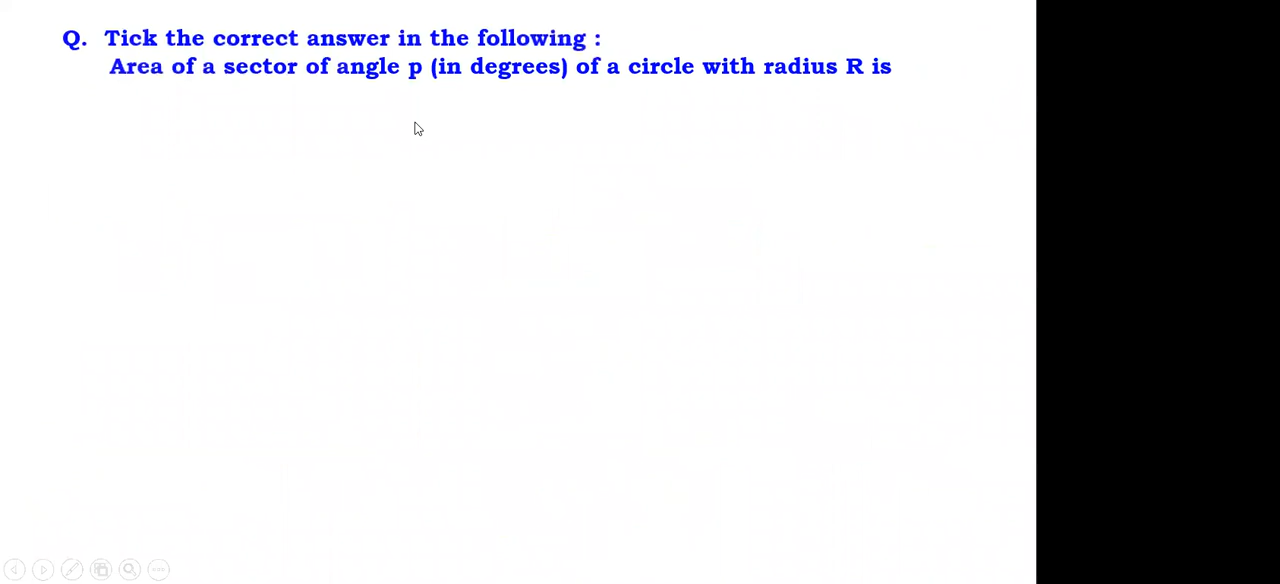 Q. Tick the correct answer in the following :
Area of a sector of angle p (in degrees) of a circle with radius R is